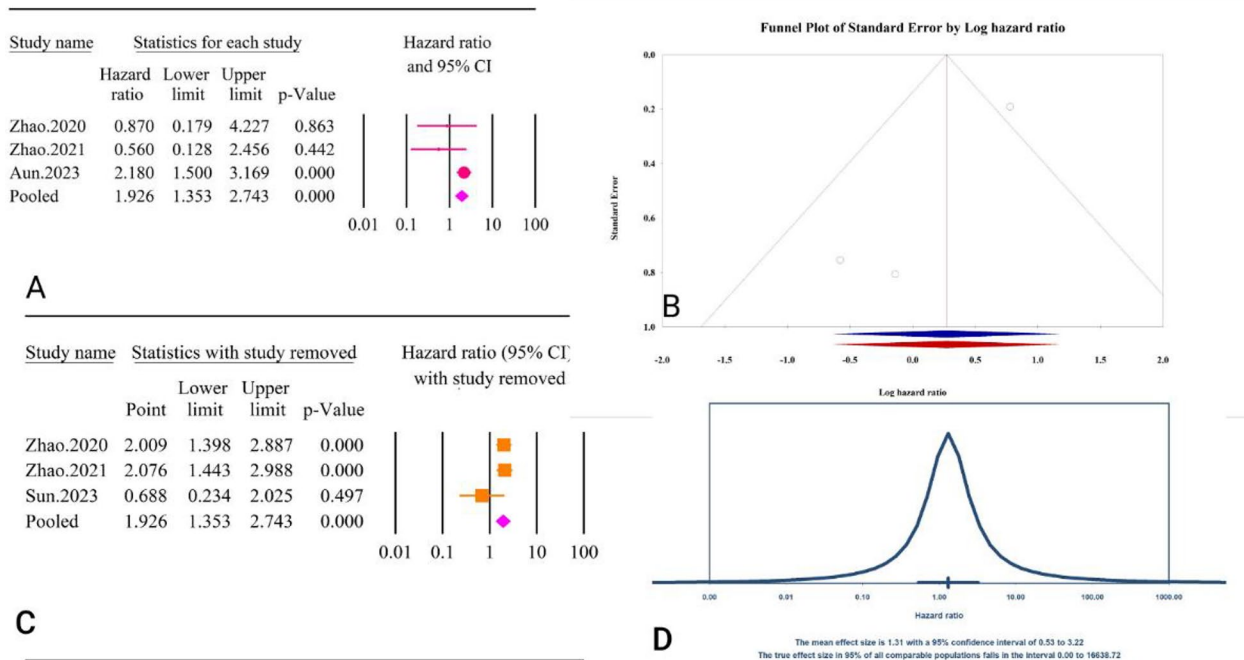 Study name Statistics for each study Hazard ratio
and 95% CI
Hazard Lower Upper
ratio limit limit p-Value
Zhao.2020 0.870 0.179 4.227 0.863
Zhao.2021 0.560 0.128 2.456 0.442
Aun.2023 2.180 1.500 3.169 0.000
Pooled 1.926 1.353 2.743 0.000
0.01 0.1 1 10 100
A
Funnel Plot of Standard Error by Log hazard ratio
Standard Error
0.0
0.2
0.4
0.6
0.8
1.0
B
-2.0 -1.5 -1.0 -0.5 0.0 0.5 1.0 1.5 2.0
Log hazard ratio
Study name Statistics with study removed Hazard ratio (95% CI)
with study removed
Lower Upper
Point limit limit p-Value
Zhao.2020 2.009 1.398 2.887 0.000
Zhao.2021 2.076 1.443 2.988 0.000
Sun.2023 0.688 0.234 2.025 0.497
Pooled 1.926 1.353 2.743 0.000
0.01 0.1 1 10 100
C
0.00 0.01 0.10 1.00 10.00 100.00 1000.00
Hazard ratio
D
The mean effect size is 1.31 with a 95% confidence interval of 0.53 to 3.22
The true effect size in 95% of all comparable populations falls in the interval 0.00 to 16638.72